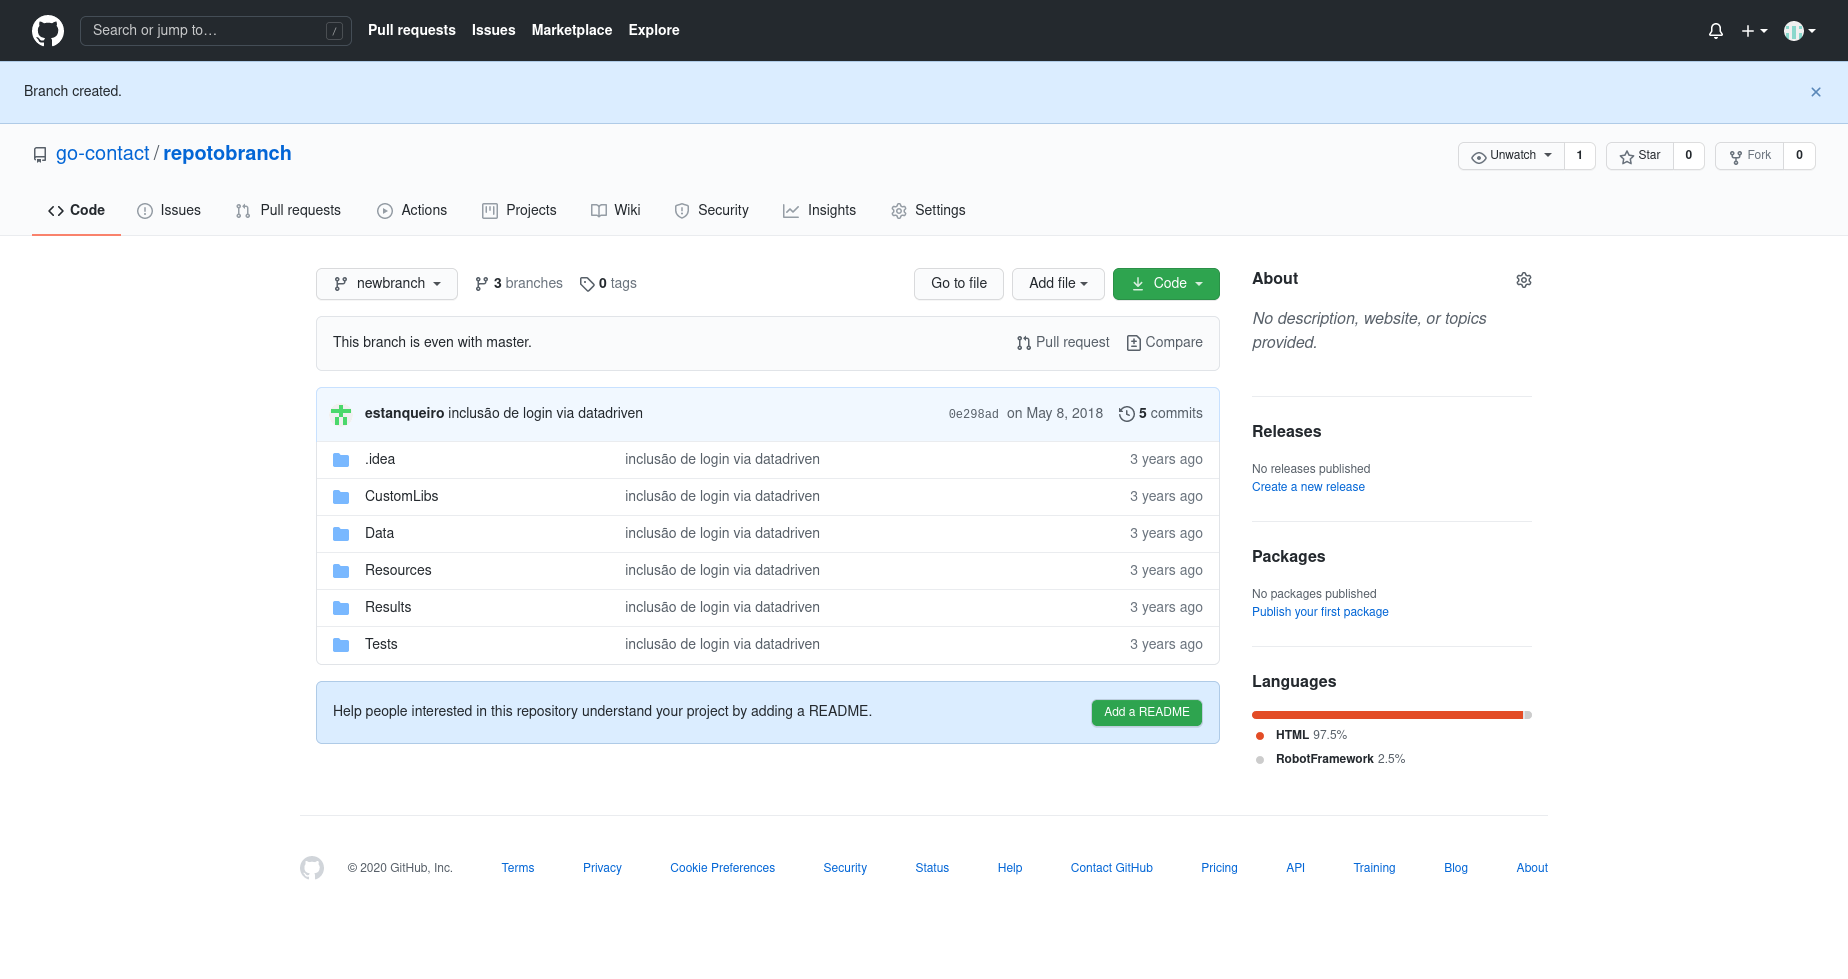 Search or jump to… /
Pull requests Issues Marketplace Explore
Branch created.
go-contact / repotobranch
Unwatch 1 Star 0 Fork 0
Code Issues Pull requests Actions Projects Wiki Security Insights Settings
newbranch 3 branches 0 tags Go to file Add file Code
This branch is even with master. Pull request Compare
estanqueiro inclusão de login via datadriven 0e298ad on May 8, 2018 5 commits
.idea inclusão de login via datadriven 3 years ago
CustomLibs inclusão de login via datadriven 3 years ago
Data inclusão de login via datadriven 3 years ago
Resources inclusão de login via datadriven 3 years ago
Results inclusão de login via datadriven 3 years ago
Tests inclusão de login via datadriven 3 years ago
Help people interested in this repository understand your project by adding a README. Add a README
About
No description, website, or topics
provided.
Releases
No releases published
Create a new release
Packages
No packages published
Publish your first package
Languages
HTML 97.5%
RobotFramework 2.5%
© 2020 GitHub, Inc. Terms Privacy Cookie Preferences Security Status Help Contact GitHub Pricing API Training Blog About